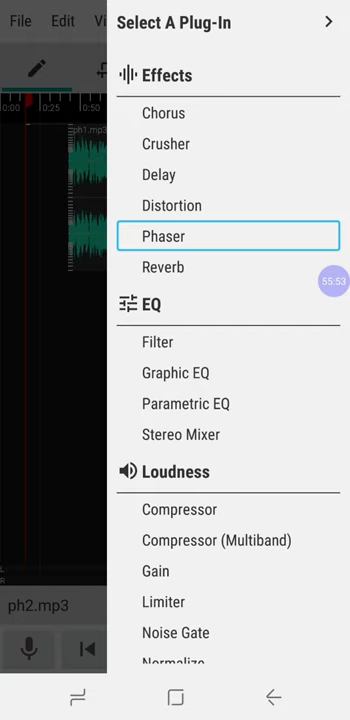 File Edit Vi
Select A Plug-In
Effects
0:00 0:25 0:50
Chorus
ph1.mp3
Crusher
Delay
Distortion
Phaser
Reverb
55:53
EQ
Filter
Graphic EQ
Parametric EQ
Stereo Mixer
Loudness
Compressor
Compressor (Multiband)
Gain
L
R
ph2.mp3
Limiter
Noise Gate
Normalize